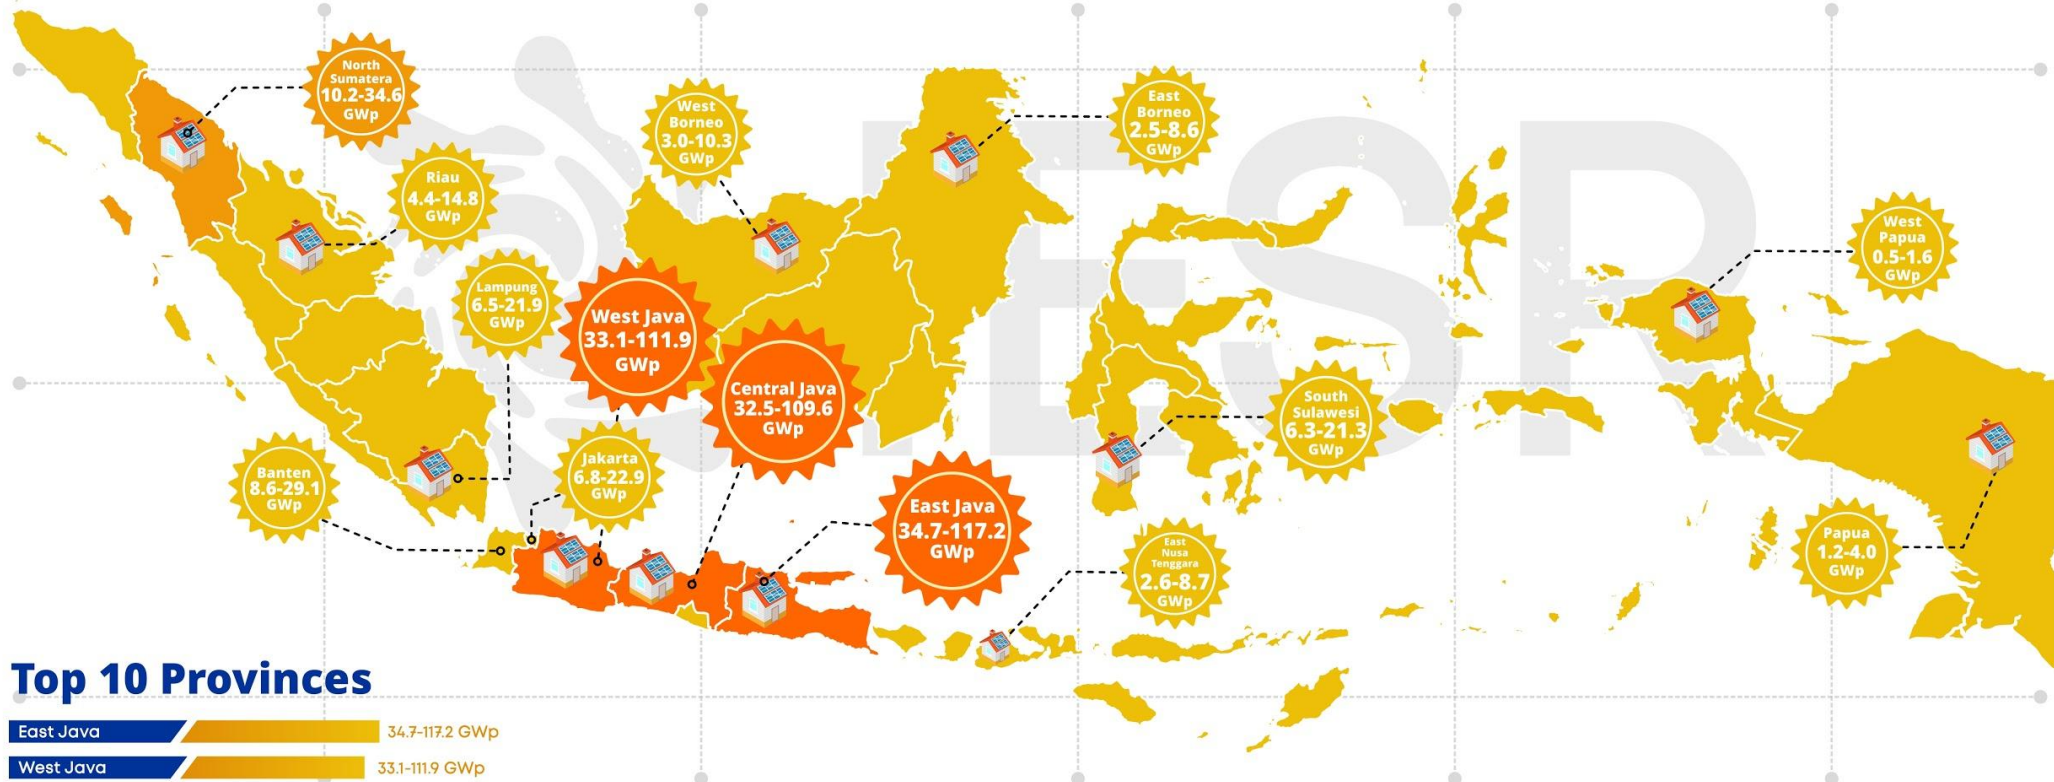 North
Sumatera
10.2-34.6
GWp
Riau
4.4-14.8
GWp
Lampung
6.5-21.9
GWp
West Java
33.1-111.9
GWp
West
Borneo
3.0-10.3
GWp
Central Java
32.5-109.6
GWp
East
Borneo
2.5-8.6
GWp
West
Papua
0.5-1.6
GWp
South
Sulawesi
6.3-21.3
GWp
Banten
8.6-29.1
GWp
Jakarta
6.8-22.9
GWp
East Java
34.7-117.2
GWp
East
Nusa
Tenggara
2.6-8.7
GWp
Papua
1.2-4.0
GWp
IESR
Top 10 Provinces
East Java 34.7-117.2 GWp
West Java 33.1-111.9 GWp